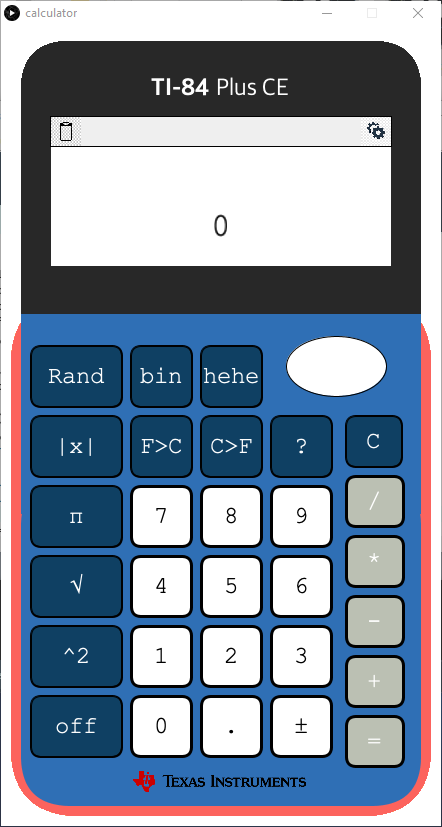 calculator
TI-84 Plus CE
0
Rand bin hehe
|x| F>C C>F ? C
π 7 8 9 /
√ 4 5 6 *
^2 1 2 3 -
off 0 . ± +
=
TEXAS INSTRUMENTS